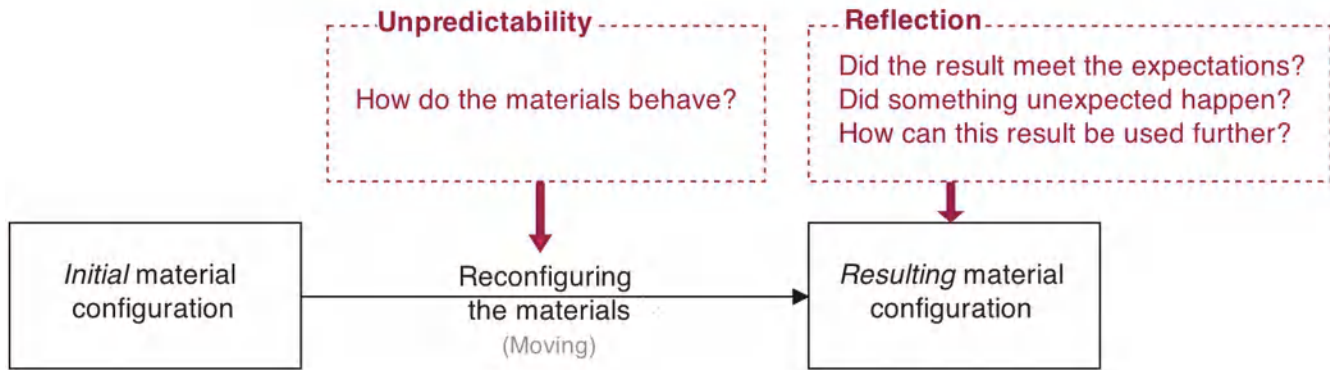 Unpredictability
How do the materials behave?
Reflection
Did the result meet the expectations?
Did something unexpected happen?
How can this result be used further?
Initial material
configuration
Reconfiguring
the materials
(Moving)
Resulting material
configuration